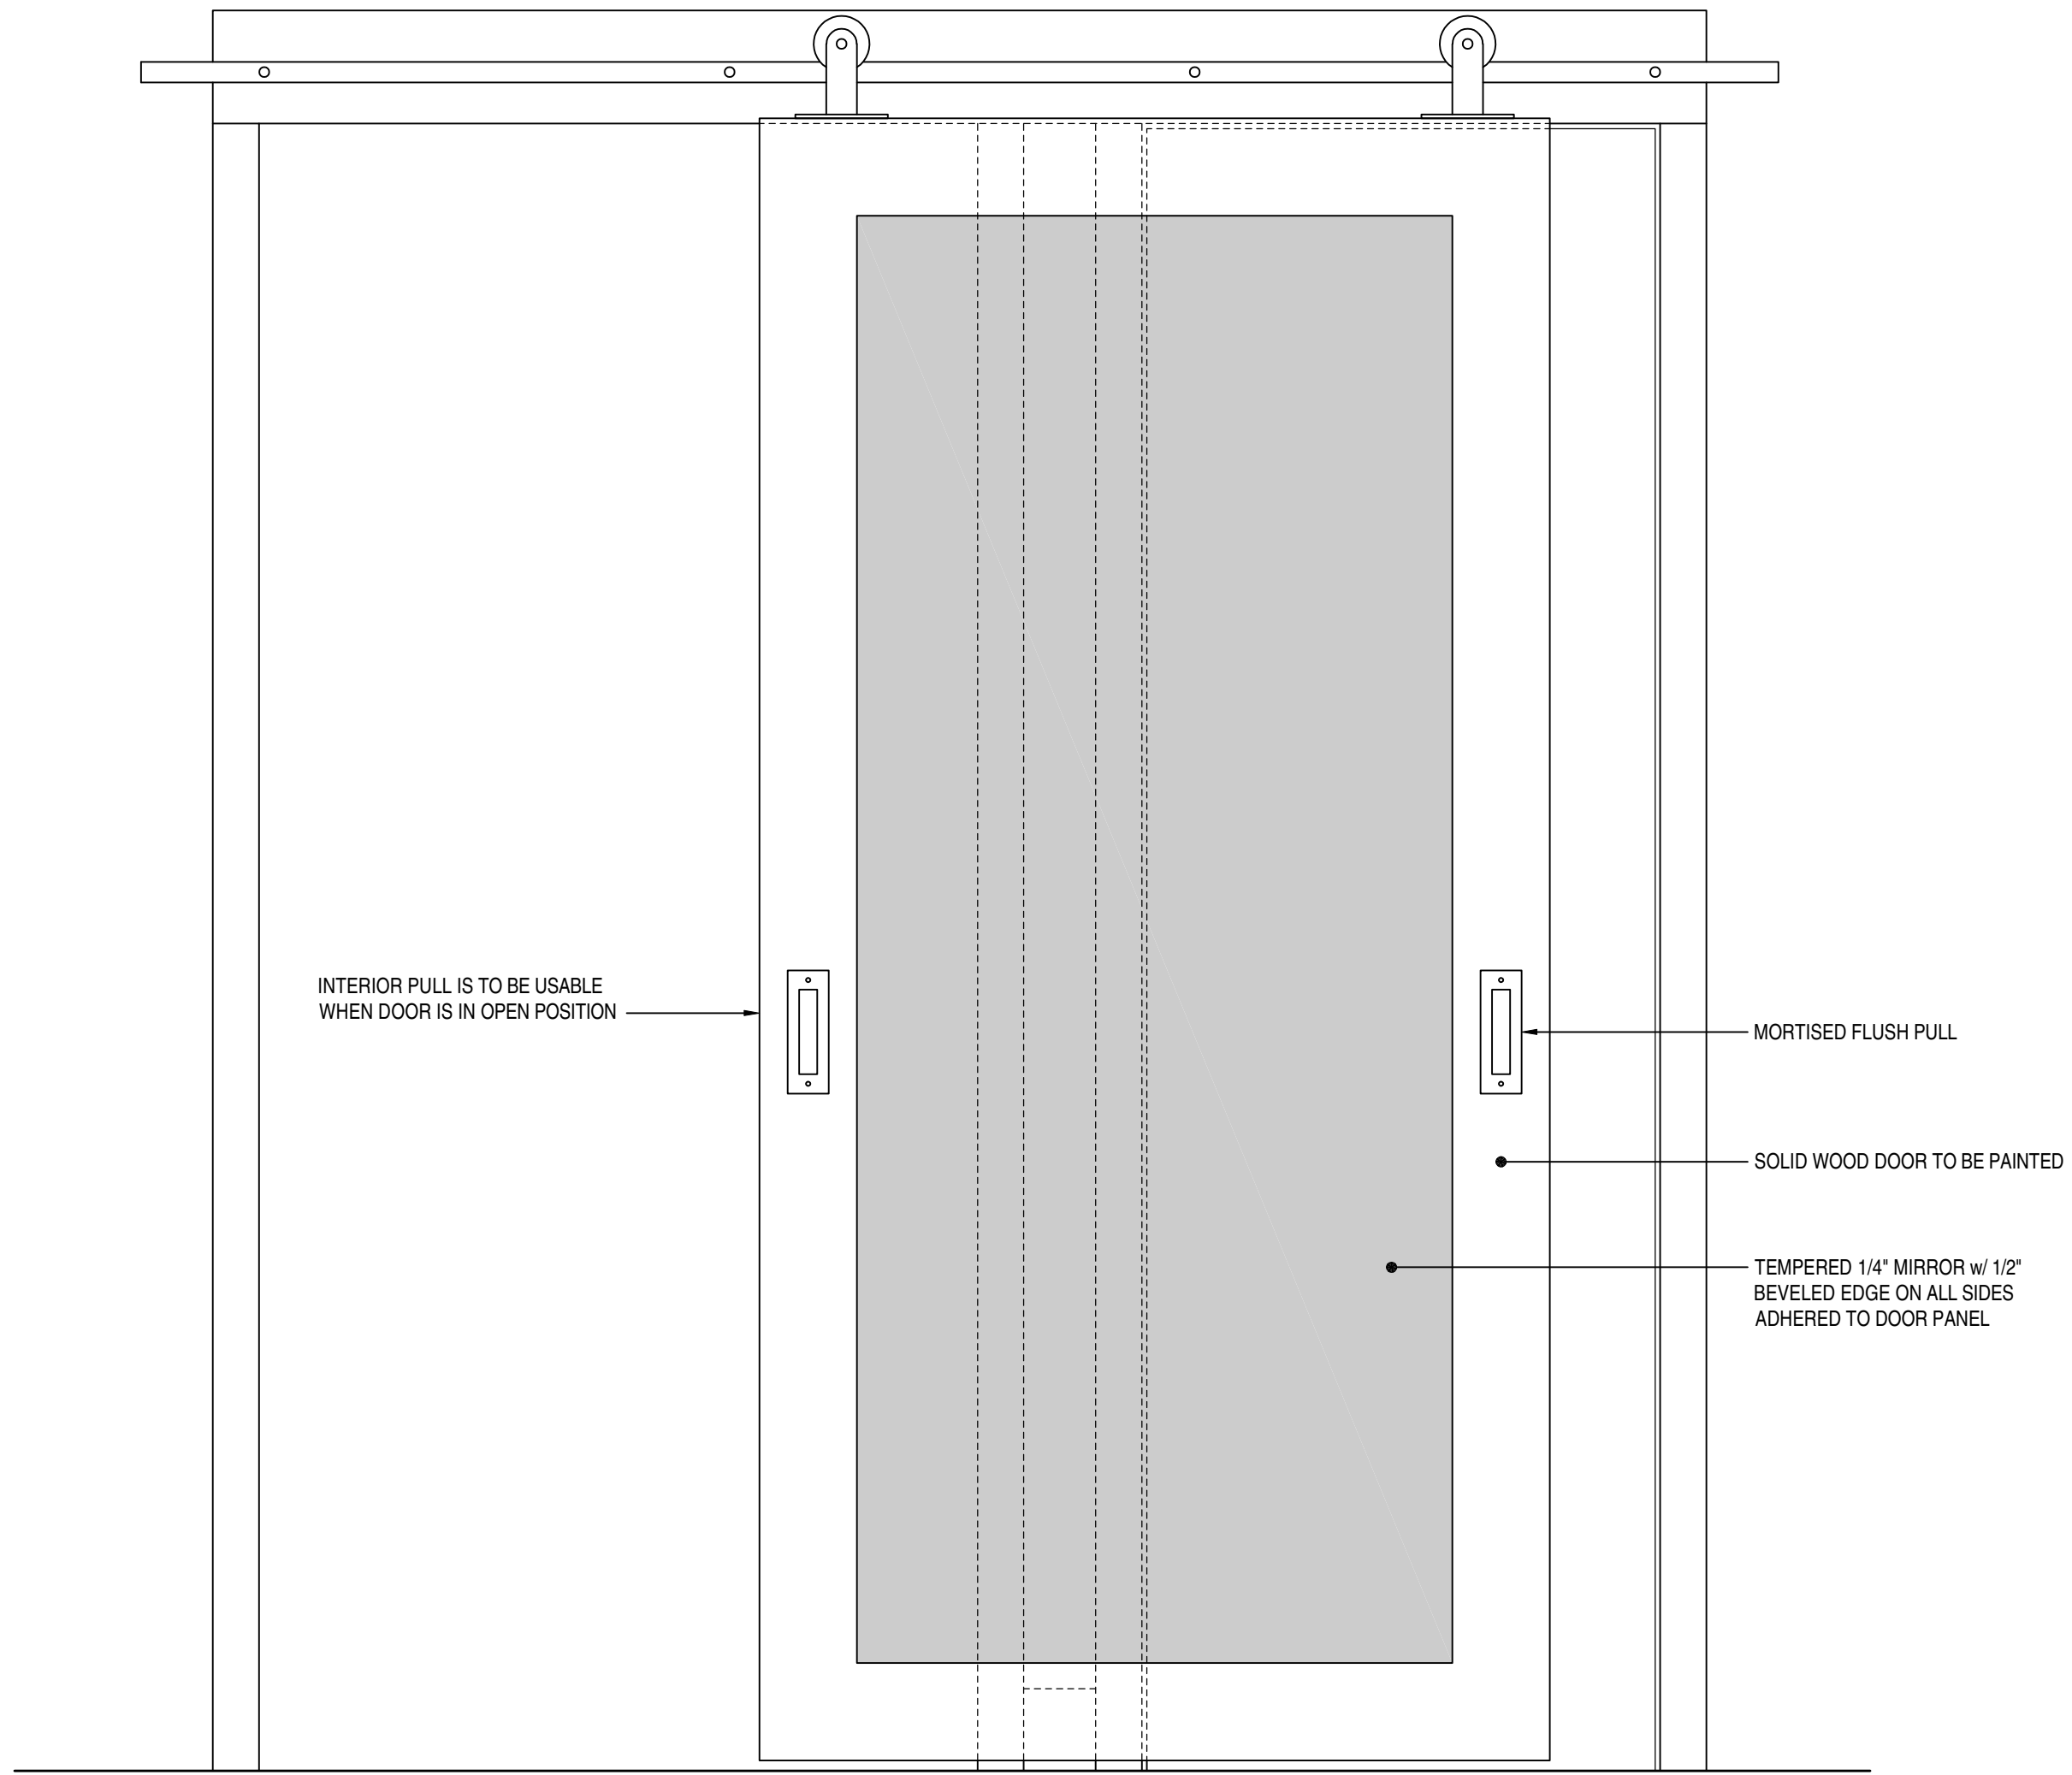 INTERIOR PULL IS TO BE USABLE
WHEN DOOR IS IN OPEN POSITION
MORTISED FLUSH PULL
SOLID WOOD DOOR TO BE PAINTED
TEMPERED 1/4" MIRROR w/ 1/2"
BEVELED EDGE ON ALL SIDES
ADHERED TO DOOR PANEL